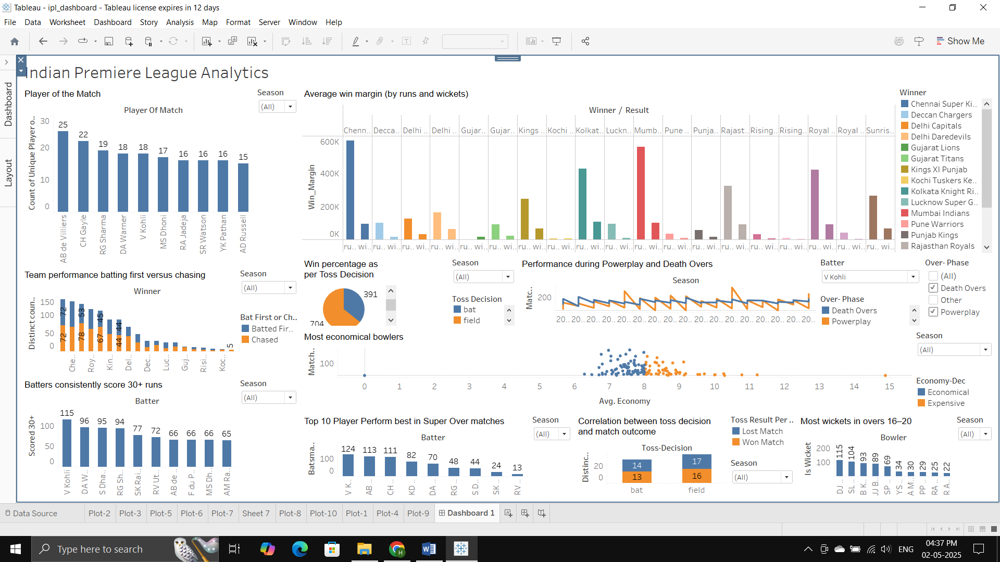 Tableau - ipl_dashboard - Tableau license expires in 12 days
File Data Worksheet Dashboard Story Analysis Map Format Server Window Help
Show Me
Dashboard
Layout
Indian Premiere League Analytics
Player of the Match
Season
(All)
Player Of Match
Count of Unique Player o..
30
20
10
0
25 22 19 18 18 17 16 16 16 15
AB de Villiers
CH Gayle
RG Sharma
DA Warner
V Kohli
MS Dhoni
RA Jadeja
SR Watson
YK Pathan
AD Russell
Average win margin (by runs and wickets)
Winner / Result
Chenn.. Decca.. Delhi .. Delhi .. Gujar.. Gujar.. Kings .. Kochi .. Kolkat.. Luckn.. Mumb.. Pune .. Punja.. Rajast.. Rising.. Rising.. Royal .. Royal .. Sunris..
Win_Margin
600K
400K
200K
0K
ru.. wi.. ru.. wi.. ru.. wi.. ru.. wi.. ru.. wi.. ru.. wi.. ru.. wi.. ru.. wi.. ru.. wi.. ru.. wi.. ru.. wi.. ru.. wi.. ru.. wi.. ru.. wi.. ru.. wi.. ru.. wi.. ru.. wi.. ru.. wi.. ru.. wi..
Winner
Chennai Super Ki..
Deccan Chargers
Delhi Capitals
Delhi Daredevils
Gujarat Lions
Gujarat Titans
Kings XI Punjab
Kochi Tuskers Ke..
Kolkata Knight Ri..
Lucknow Super G..
Mumbai Indians
Pune Warriors
Punjab Kings
Rajasthan Royals
Team performance batting first versus chasing
Season
(All)
Winner
Distinct coun..
150
100
50
0
72 53 45 44
72 78 67 44 5
Che..
Roy..
Kin..
Del..
Dec..
Luc..
Guj..
Risi..
Koc..
Bat First or Ch..
Batted Fir..
Chased
Win percentage as
per Toss Decision
391
704
Season
(All)
Toss Decision
bat
field
Performance during Powerplay and Death Overs
Season
Matc..
200
20.. 20.. 20.. 20.. 20.. 20.. 20.. 20.. 20.. 20.. 20.. 20.. 20.. 20.. 20.. 20.. 20..
Batter
V Kohli
Over- Phase
Death Overs
Powerplay
Over- Phase
(All)
Death Overs
Other
Powerplay
Most economical bowlers
Match..
100
0 1 2 3 4 5 6 7 8 9 10 11 12 13 14 15
Avg. Economy
Season
(All)
Economy-Dec
Economical
Expensive
Batters consistently score 30+ runs
Season
(All)
Batter
Scored 30+
100
50
0
115 96 95 94 77 72 66 66 66 65
V Kohli
DA W..
S Dha..
RG Sh..
SK Rai..
RV Ut..
AB de ..
F du P..
MS Dh..
AM Ra..
Top 10 Player Perform best in Super Over matches
Season
(All)
Batter
Batsma..
100
0
124 113 111 82 70 48 44 24 13
V K..
AB ..
CH ..
KD ..
DA ..
RG ..
S D..
SK ..
RV ..
Correlation between toss decision
and match outcome
Toss-Decision
Distinc..
20
0
14 17
13 16
bat field
Toss Result Per ..
Lost Match
Won Match
Season
(All)
Most wickets in overs 16–20
Season
(All)
Bowler
Is Wicket
200
100
115 104 93 89 69 34 30 29 25 22
DJ ..
SL ..
B K..
JJ B..
SP ..
YS ..
A M..
PP ..
RA ..
R A..
Data Source Plot-2 Plot-3 Plot-5 Plot-6 Plot-7 Sheet 7 Plot-8 Plot-10 Plot-1 Plot-4 Plot-9 Dashboard 1
Type here to search
ENG
04:37 PM
02-05-2025